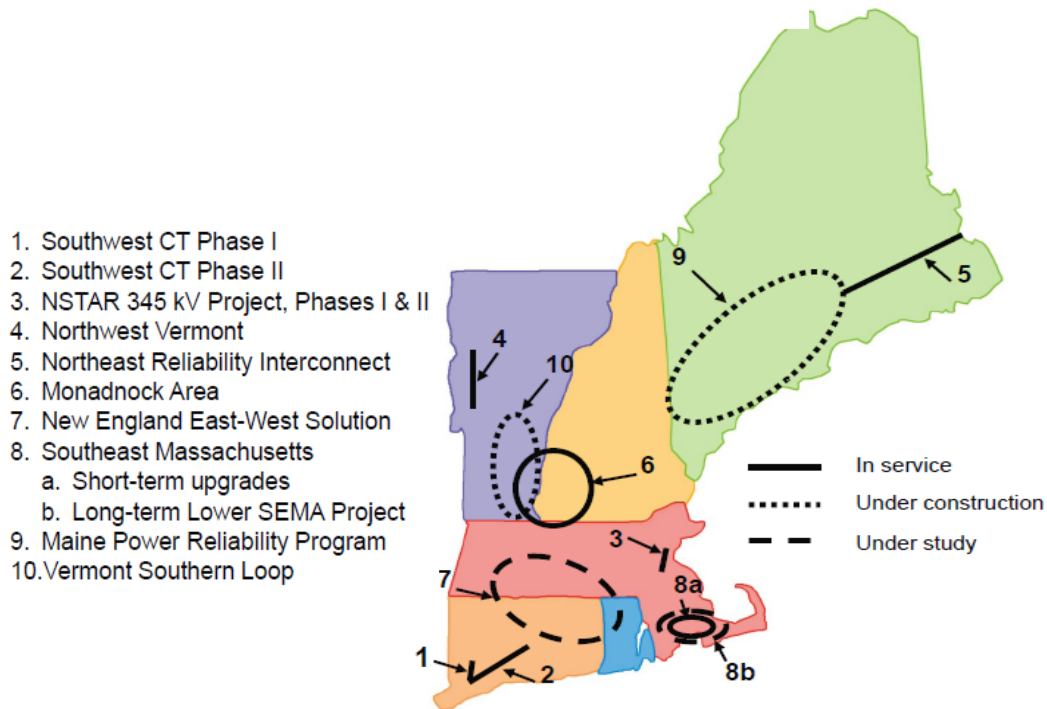 1. Southwest CT Phase I
2. Southwest CT Phase II
3. NSTAR 345 kV Project, Phases I & II
4. Northwest Vermont
5. Northeast Reliability Interconnect
6. Monadnock Area
7. New England East-West Solution
8. Southeast Massachusetts
a. Short-term upgrades
b. Long-term Lower SEMA Project
9. Maine Power Reliability Program
10.Vermont Southern Loop
9
5
4
10
6
3
7
8a
8b
1
2
In service
Under construction
Under study